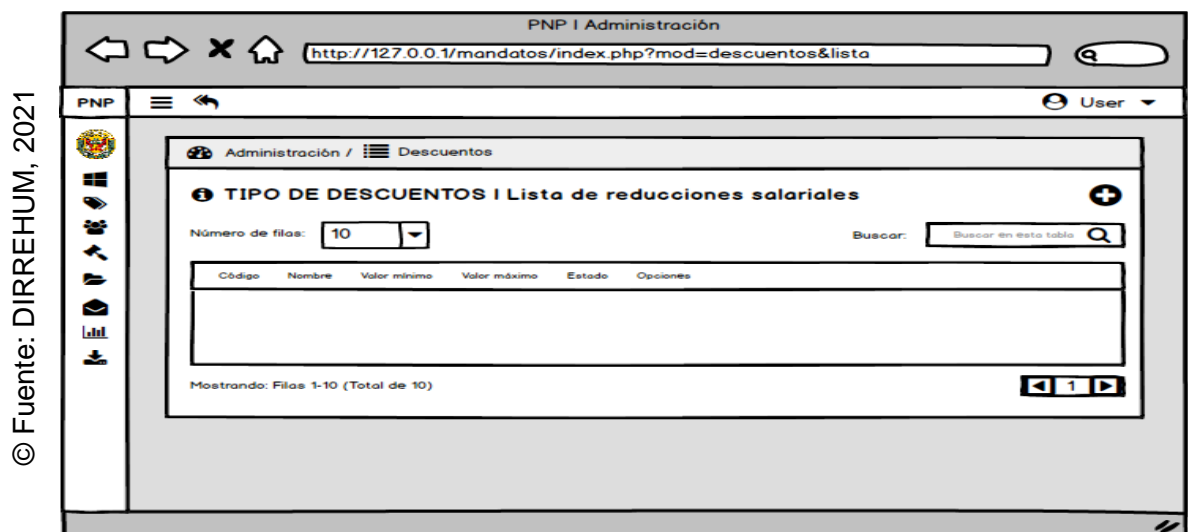 PNP | Administración
http://127.0.0.1/mandatos/index.php?mod=descuentos&lista
PNP
User
Administración / Descuentos
TIPO DE DESCUENTOS | Lista de reducciones salariales
Número de filas: 10
Buscar: Buscar en esta tabla
Código Nombre Valor mínimo Valor máximo Estado Opciones
Mostrando: Filas 1-10 (Total de 10)
1
© Fuente: DIRREHUM, 2021